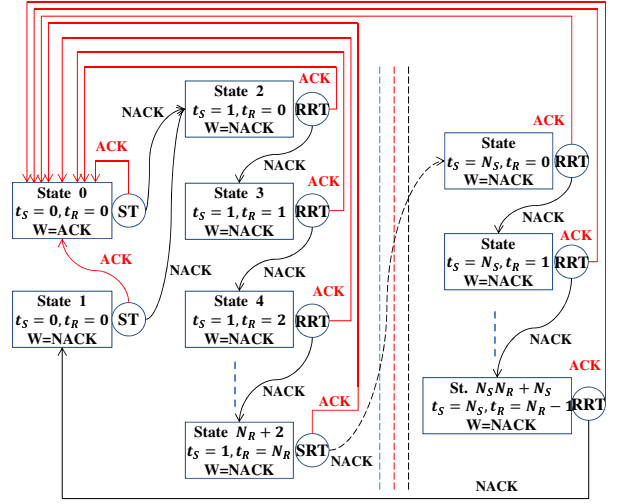 State 0
t_S = 0, t_R = 0
W=ACK
ST
ACK
NACK
State 1
t_S = 0, t_R = 0
W=NACK
ST
ACK
NACK
State 2
t_S = 1, t_R = 0
W=NACK
RRT
ACK
NACK
State 3
t_S = 1, t_R = 1
W=NACK
RRT
ACK
NACK
State 4
t_S = 1, t_R = 2
W=NACK
RRT
ACK
NACK
State N_R + 2
t_S = 1, t_R = N_R
W=NACK
SRT
ACK
NACK
State
t_S = N_S, t_R = 0
W=NACK
RRT
ACK
NACK
State
t_S = N_S, t_R = 1
W=NACK
RRT
ACK
NACK
St. N_S N_R + N_S
t_S = N_S, t_R = N_R − 1
W=NACK
RRT
ACK
NACK